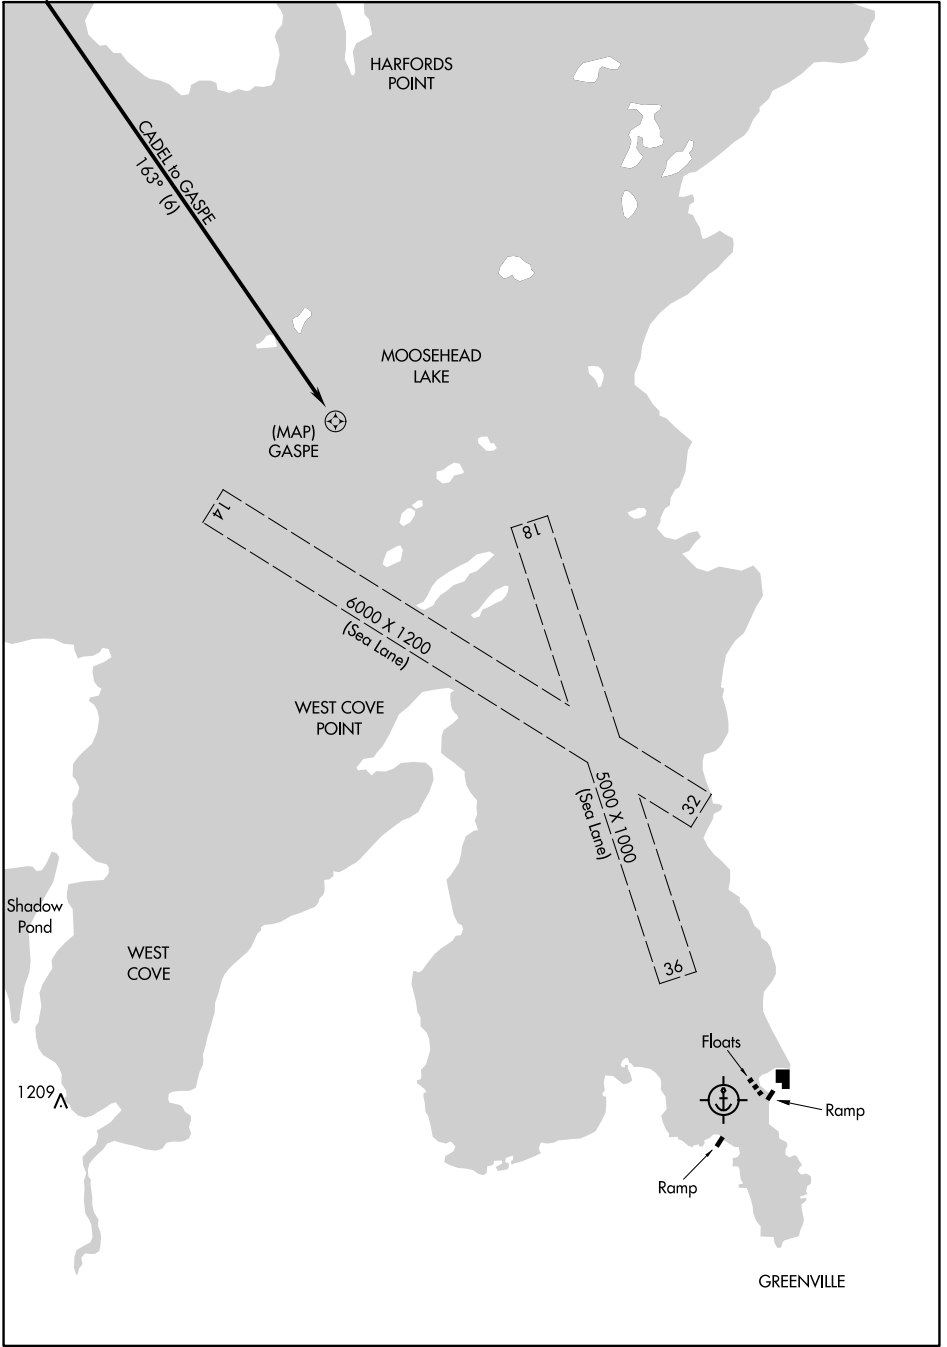 HARFORDS
POINT
CADEL to GASPE
163° (6)
MOOSEHEAD
LAKE
(MAP)
GASPE
14
18
6000 X 1200
(Sea Lane)
WEST COVE
POINT
5000 X 1000
(Sea Lane)
32
Shadow
Pond
WEST
COVE
36
Floats
1209
Ramp
Ramp
GREENVILLE